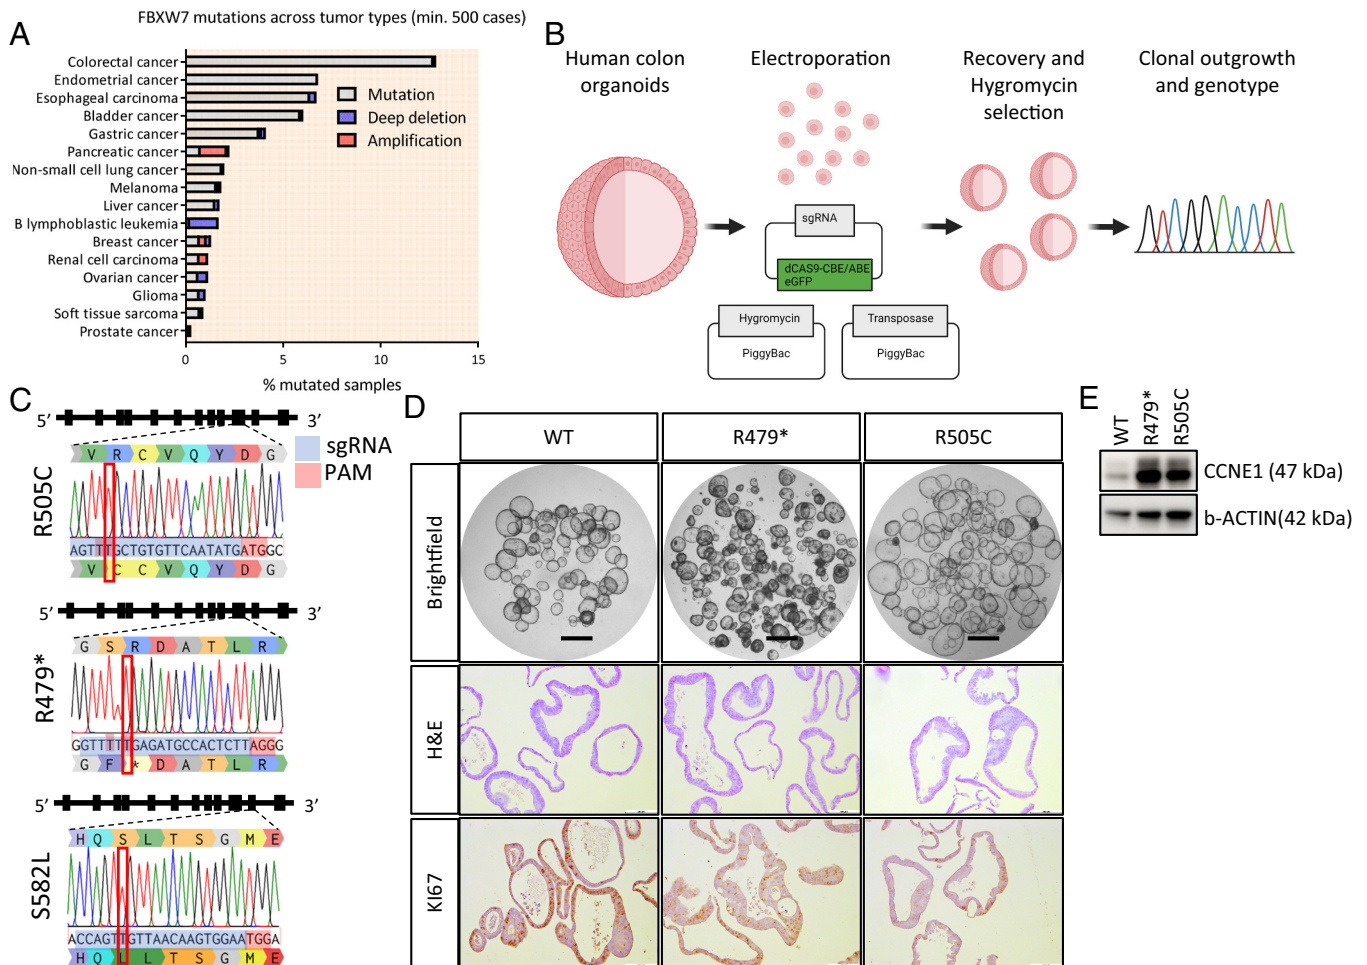 A
FBXW7 mutations across tumor types (min. 500 cases)
Colorectal cancer
Endometrial cancer
Esophageal carcinoma
Bladder cancer
Gastric cancer
Pancreatic cancer
Non-small cell lung cancer
Melanoma
Liver cancer
B lymphoblastic leukemia
Breast cancer
Renal cell carcinoma
Ovarian cancer
Glioma
Soft tissue sarcoma
Prostate cancer
Mutation
Deep deletion
Amplification
0 5 10 15
% mutated samples
B
Human colon
organoids
Electroporation
Recovery and
Hygromycin
selection
Clonal outgrowth
and genotype
sgRNA
dCAS9-CBE/ABE
eGFP
Hygromycin
PiggyBac
Transposase
PiggyBac
C
5’ 3’
sgRNA
PAM
R505C
V R C V Q Y D G
AGTTTGCTGTGTTCAATATGATGGC
V C C V Q Y D G
5’ 3’
R479*
G S R D A T L R
GGTTTTTGAGATGCCACTCTTAGGG
G F * D A T L R
5’ 3’
S582L
H Q S L T S G M E
ACCAGTTGTTAACAAGTGGAATGGA
H Q L L T S G M E
D
WT R479* R505C
Brightfield
H&E
KI67
E
WT R479* R505C
CCNE1 (47 kDa)
b-ACTIN(42 kDa)